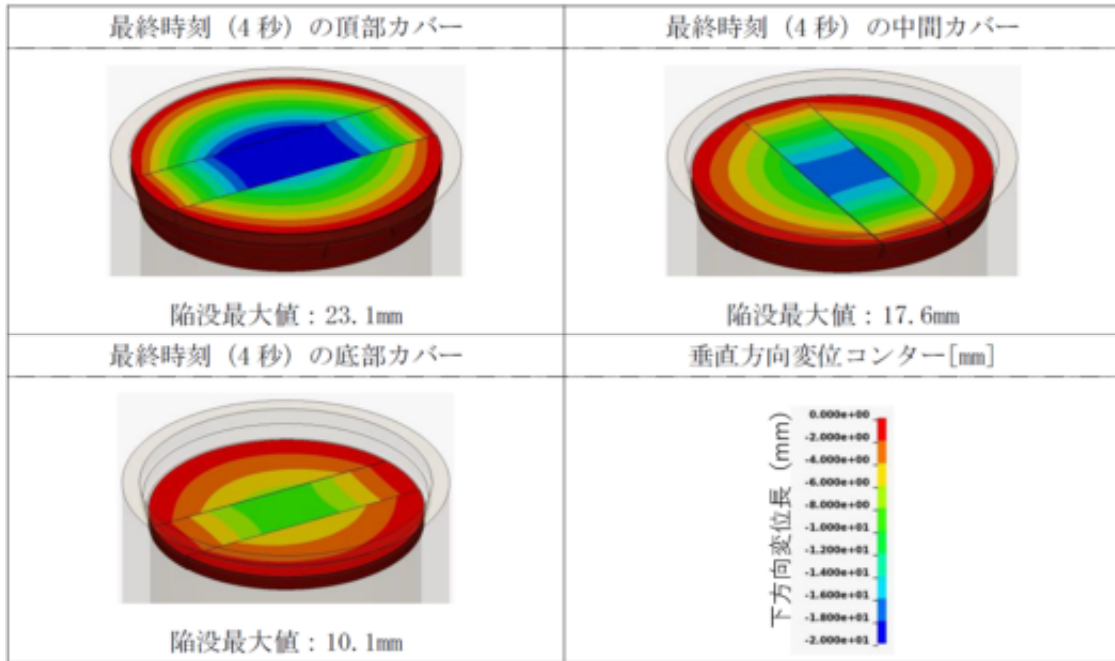 最終時刻（4 秒）の頂部カバー
最終時刻（4 秒）の中間カバー
陥没最大値：23.1mm
陥没最大値：17.6mm
最終時刻（4 秒）の底部カバー
垂直方向変位コンター[mm]
陥没最大値：10.1mm
下方向変位長（mm）
0.000e+00
-2.000e+00
-4.000e+00
-6.000e+00
-8.000e+00
-1.000e+01
-1.200e+01
-1.400e+01
-1.600e+01
-1.800e+01
-2.000e+01